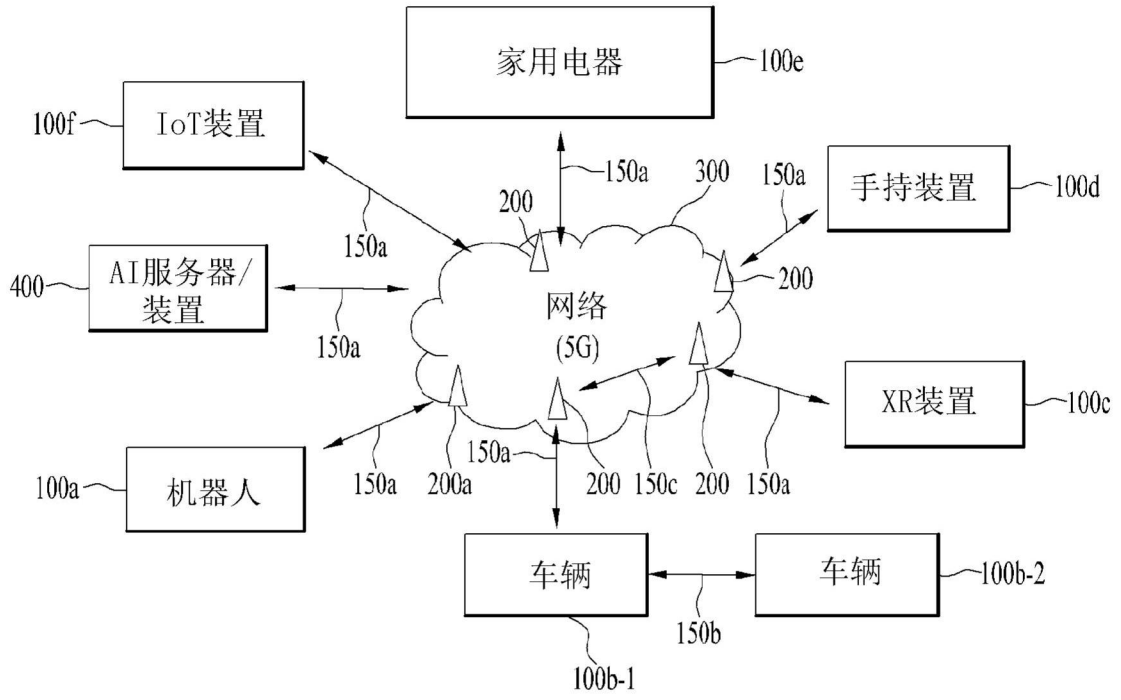 家用电器
100e
100f
IoT装置
150a
300
150a
手持装置
100d
200
150a
400
AI服务器/
装置
200
网络
(5G)
150a
XR装置
100c
100a
机器人
150a
200a
150a
200
150c
200
150a
车辆
车辆
100b-2
150b
100b-1